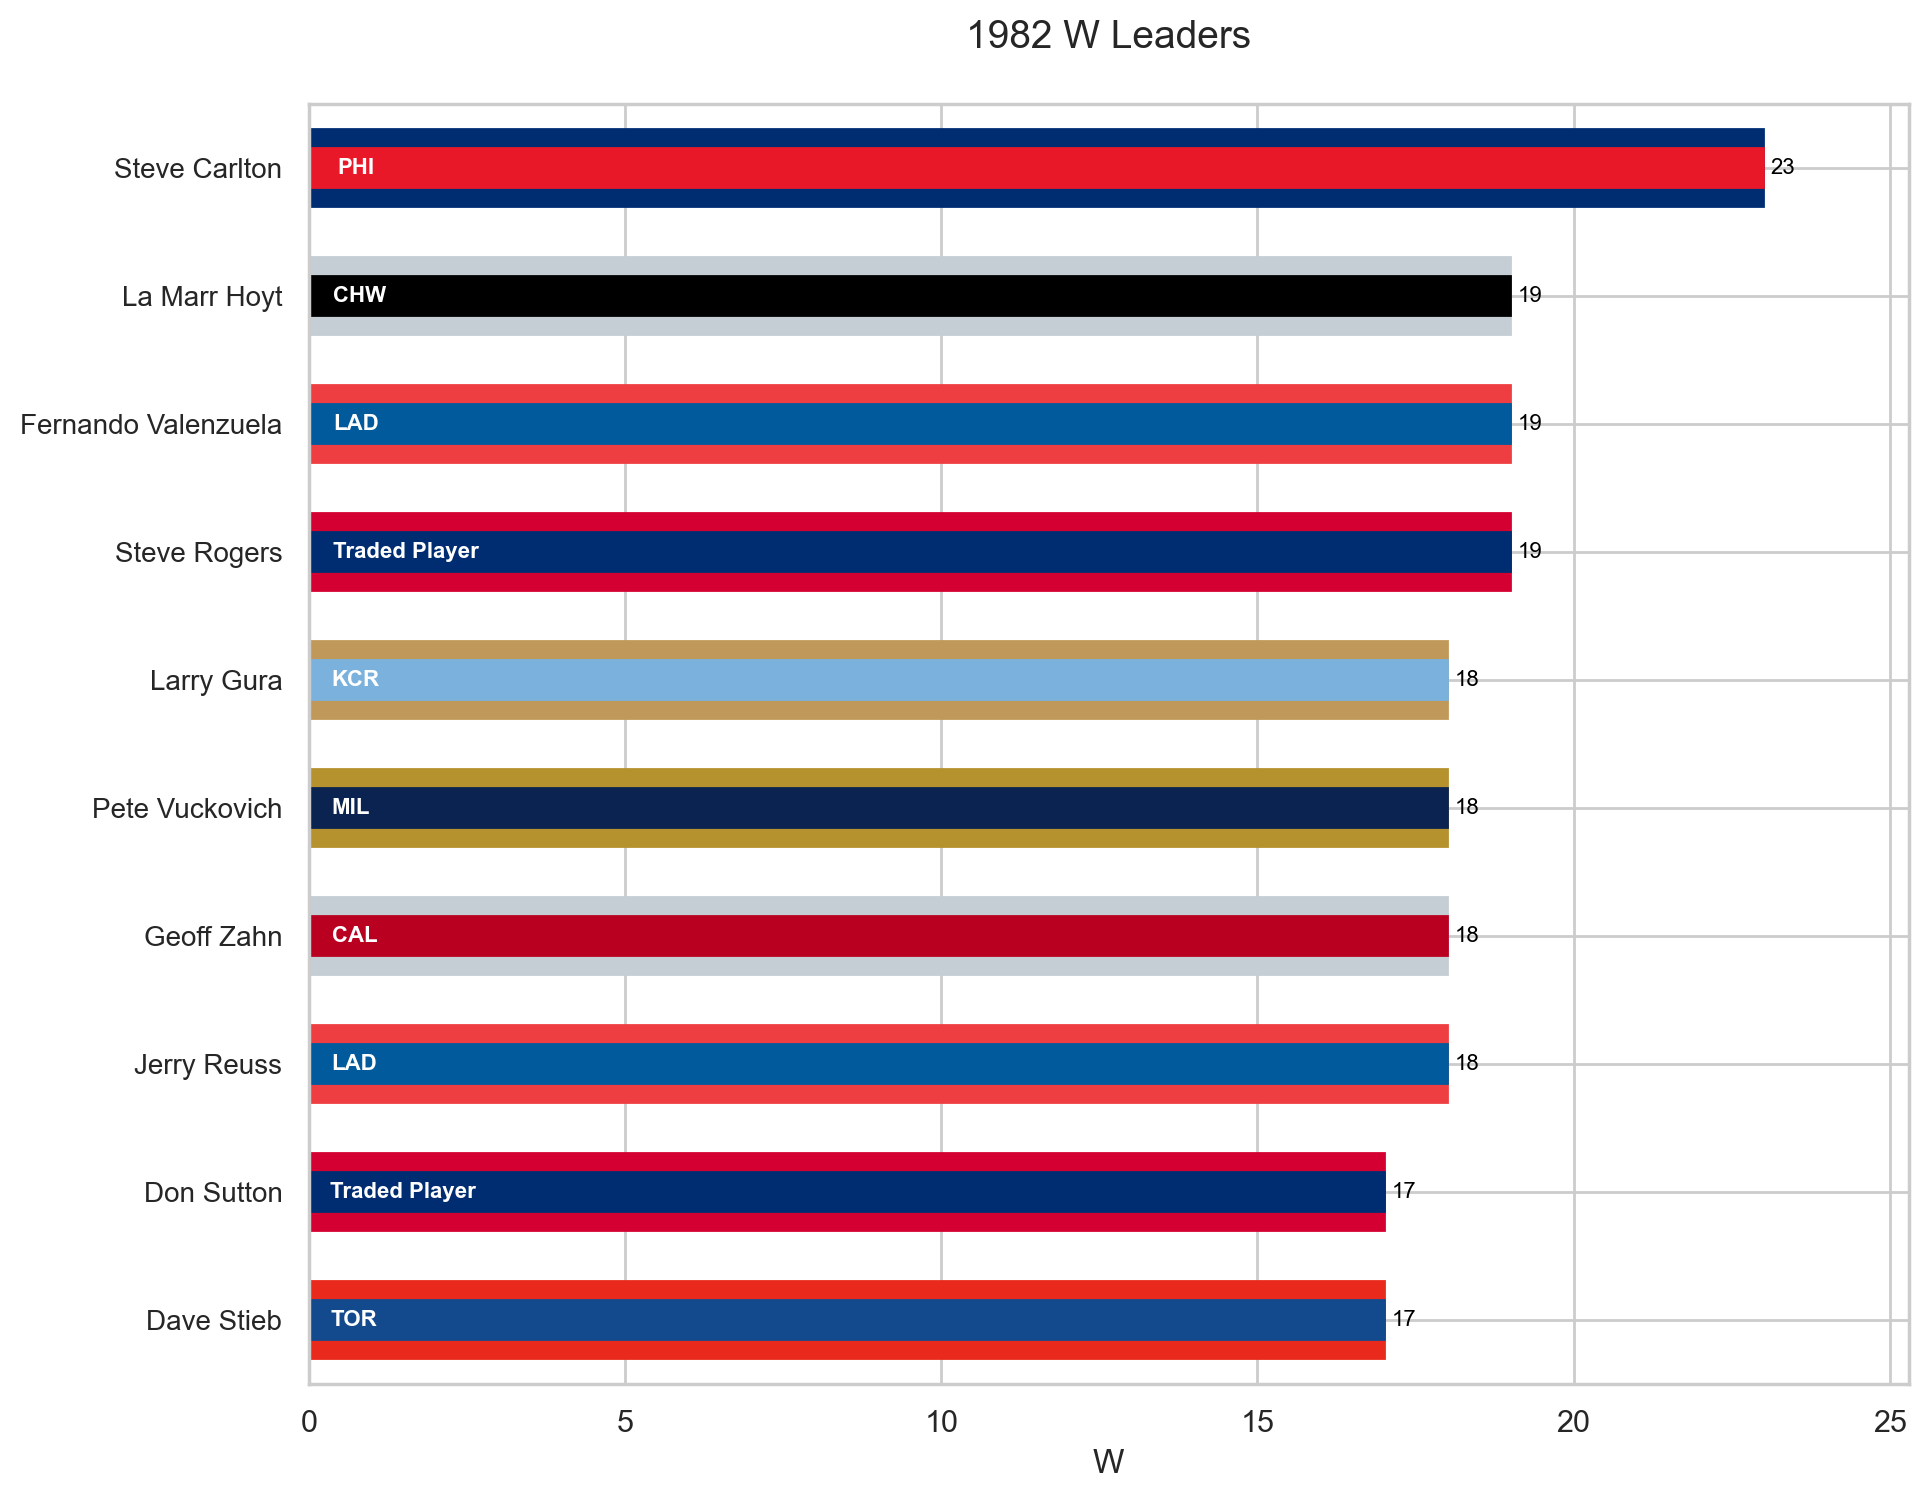 1982 W Leaders
Steve Carlton PHI 23
La Marr Hoyt CHW 19
Fernando Valenzuela LAD 19
Steve Rogers Traded Player 19
Larry Gura KCR 18
Pete Vuckovich MIL 18
Geoff Zahn CAL 18
Jerry Reuss LAD 18
Don Sutton Traded Player 17
Dave Stieb TOR 17
0 5 10 15 20 25
W